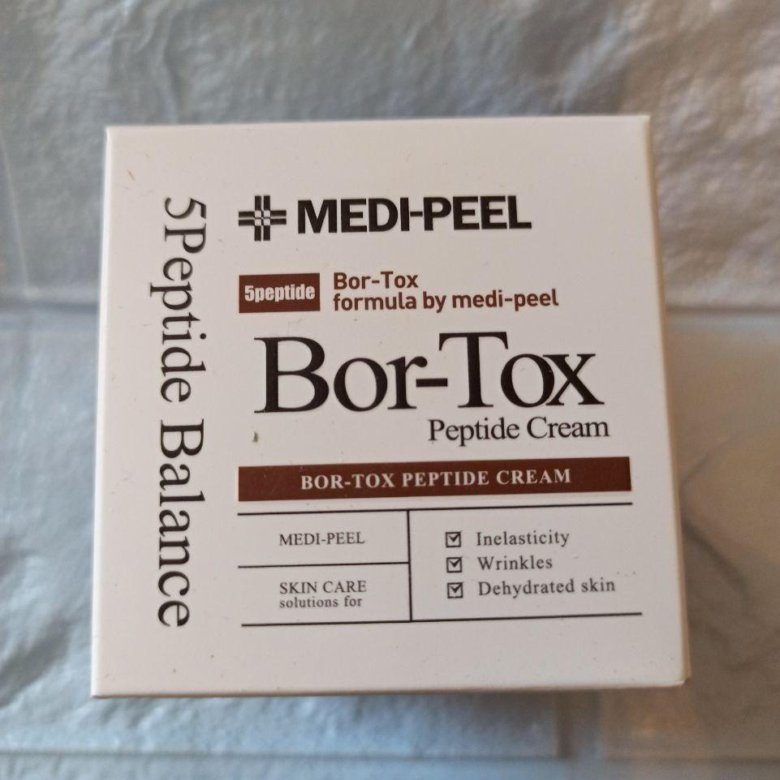 5Peptide Balance
MEDI-PEEL
5peptide
Bor-Tox
formula by medi-peel
Bor-Tox
Peptide Cream
BOR-TOX PEPTIDE CREAM
MEDI-PEEL
SKIN CARE
solutions for
Inelasticity
Wrinkles
Dehydrated skin